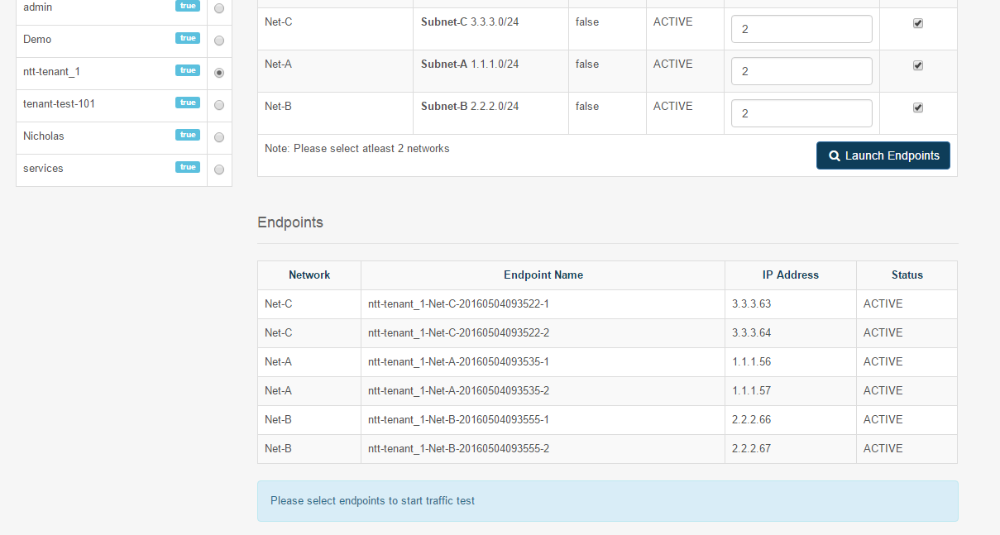 admin true
Demo true
ntt-tenant_1 true
tenant-test-101 true
Nicholas true
services true
Net-C Subnet-C 3.3.3.0/24 false ACTIVE 2
Net-A Subnet-A 1.1.1.0/24 false ACTIVE 2
Net-B Subnet-B 2.2.2.0/24 false ACTIVE 2
Note: Please select atleast 2 networks
Launch Endpoints
Endpoints
Network Endpoint Name IP Address Status
Net-C ntt-tenant_1-Net-C-20160504093522-1 3.3.3.63 ACTIVE
Net-C ntt-tenant_1-Net-C-20160504093522-2 3.3.3.64 ACTIVE
Net-A ntt-tenant_1-Net-A-20160504093535-1 1.1.1.56 ACTIVE
Net-A ntt-tenant_1-Net-A-20160504093535-2 1.1.1.57 ACTIVE
Net-B ntt-tenant_1-Net-B-20160504093555-1 2.2.2.66 ACTIVE
Net-B ntt-tenant_1-Net-B-20160504093555-2 2.2.2.67 ACTIVE
Please select endpoints to start traffic test